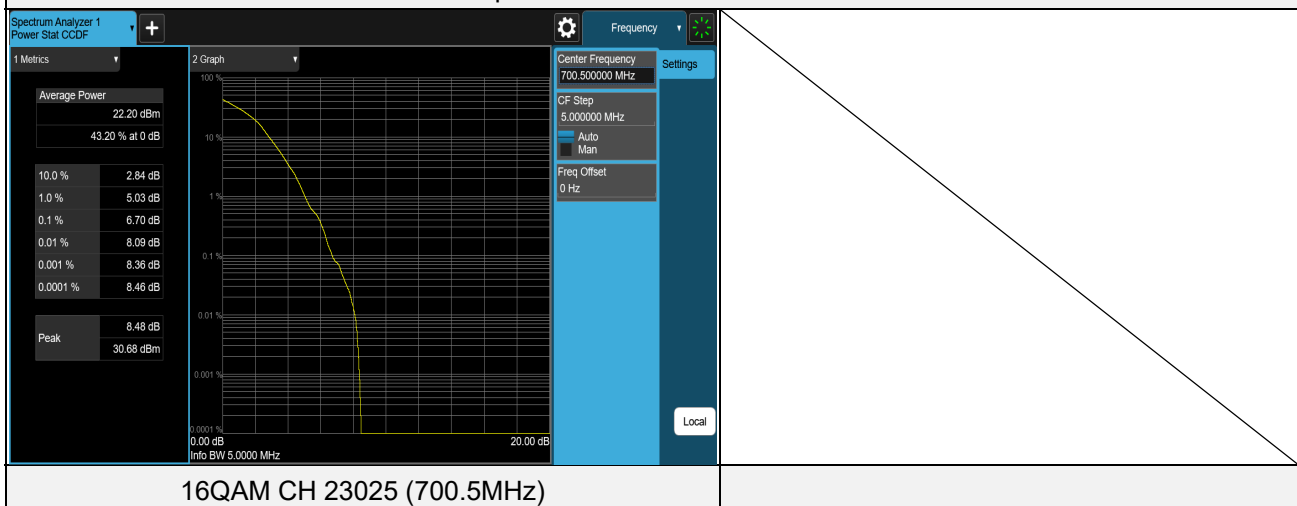 Spectrum Analyzer 1
Power Stat CCDF
+
Frequency
1 Metrics
Average Power
22.20 dBm
43.20 % at 0 dB
10.0 % 2.84 dB
1.0 % 5.03 dB
0.1 % 6.70 dB
0.01 % 8.09 dB
0.001 % 8.36 dB
0.0001 % 8.46 dB
Peak
8.48 dB
30.68 dBm
2 Graph
100 %
10 %
1 %
0.1 %
0.01 %
0.001 %
0.0001 %
0.00 dB 20.00 dB
Info BW 5.0000 MHz
Center Frequency
700.500000 MHz
CF Step
5.000000 MHz
Auto
Man
Freq Offset
0 Hz
Settings
Local
16QAM CH 23025 (700.5MHz)